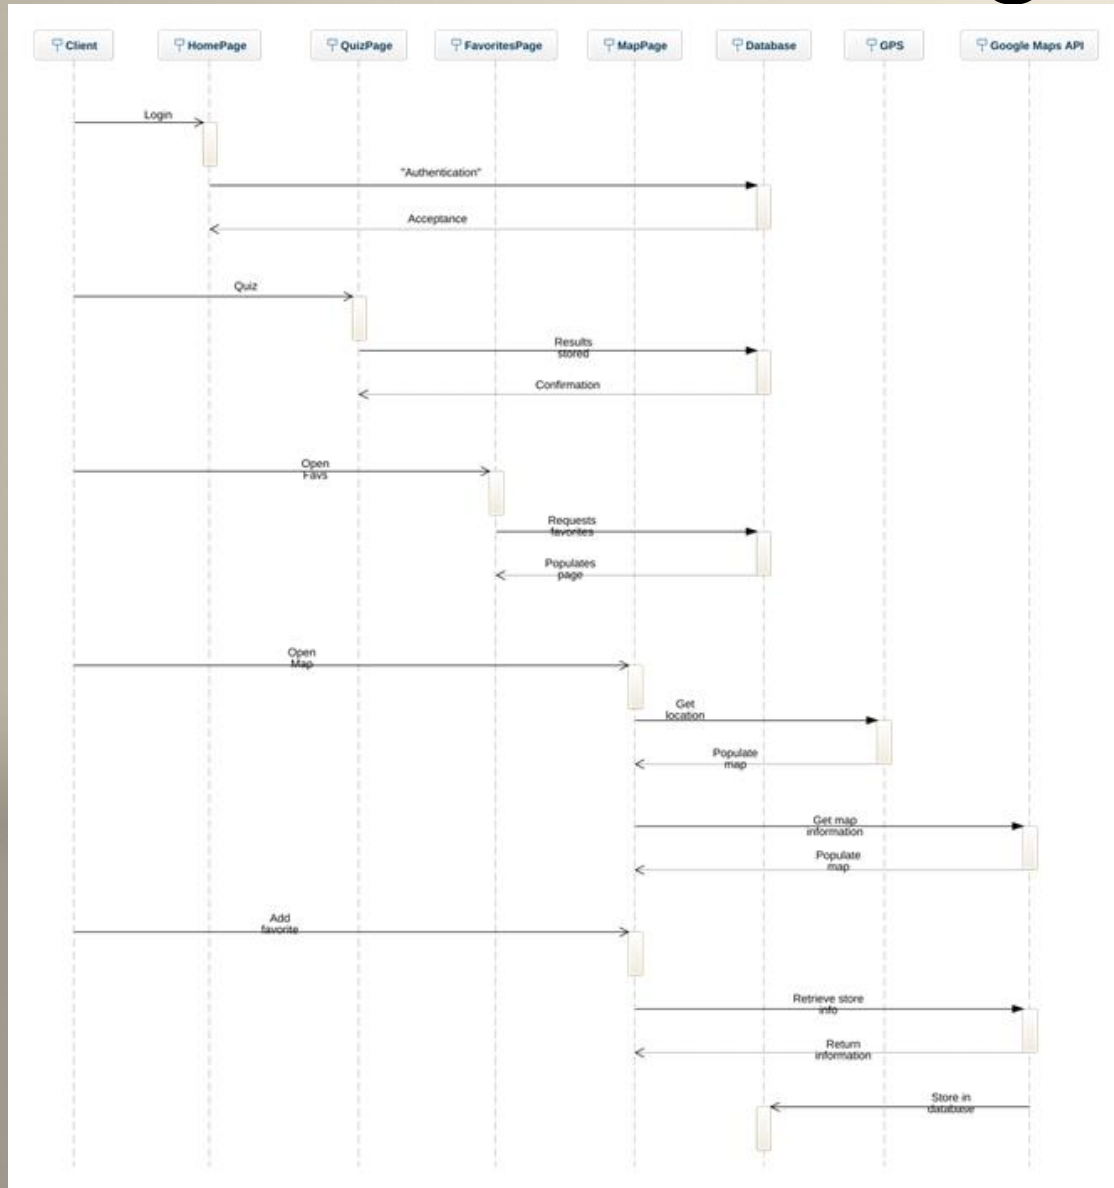 Client
HomePage
QuizPage
FavoritesPage
MapPage
Database
GPS
Google Maps API
Login
"Authentication"
Acceptance
Quiz
Results
stored
Confirmation
Open
Favs
Requests
favorites
Populates
page
Open
Map
Get
location
Populate
map
Get map
information
Populate
map
Add
favorite
Retrieve store
info
Return
information
Store in
database